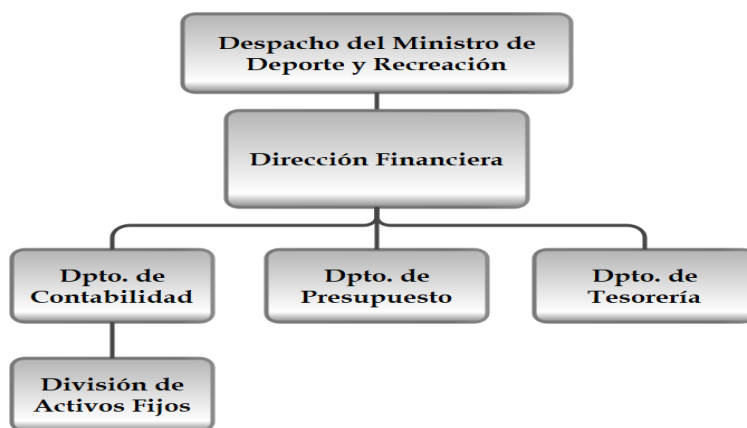 Despacho del Ministro de
Deporte y Recreación
Dirección Financiera
Dpto. de
Contabilidad
Dpto. de
Presupuesto
Dpto. de
Tesorería
División de
Activos Fijos